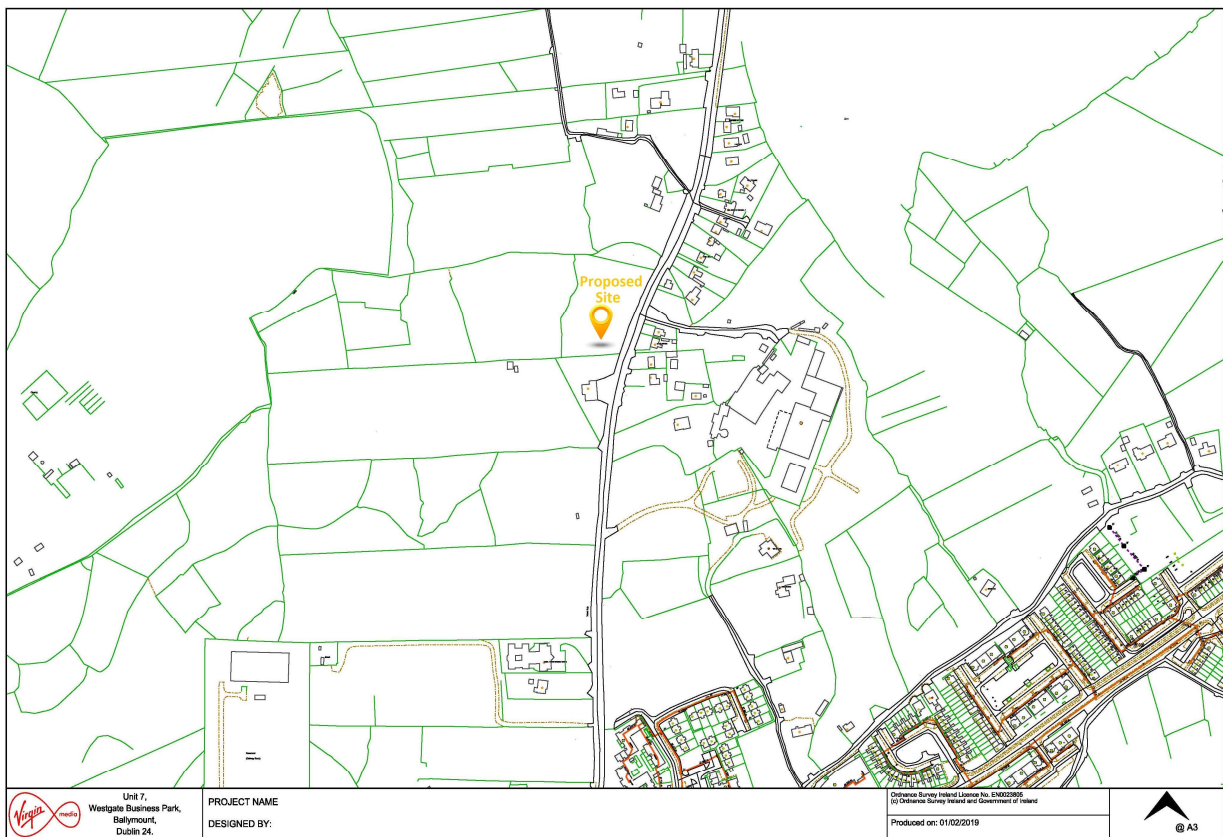 Proposed
Site
Virgin media
Unit 7,
Westgate Business Park,
Ballymount,
Dublin 24.
PROJECT NAME
DESIGNED BY:
Ordnance Survey Ireland Licence No. EN0023805
(c) Ordnance Survey Ireland and Government of Ireland
Produced on: 01/02/2019
@ A3